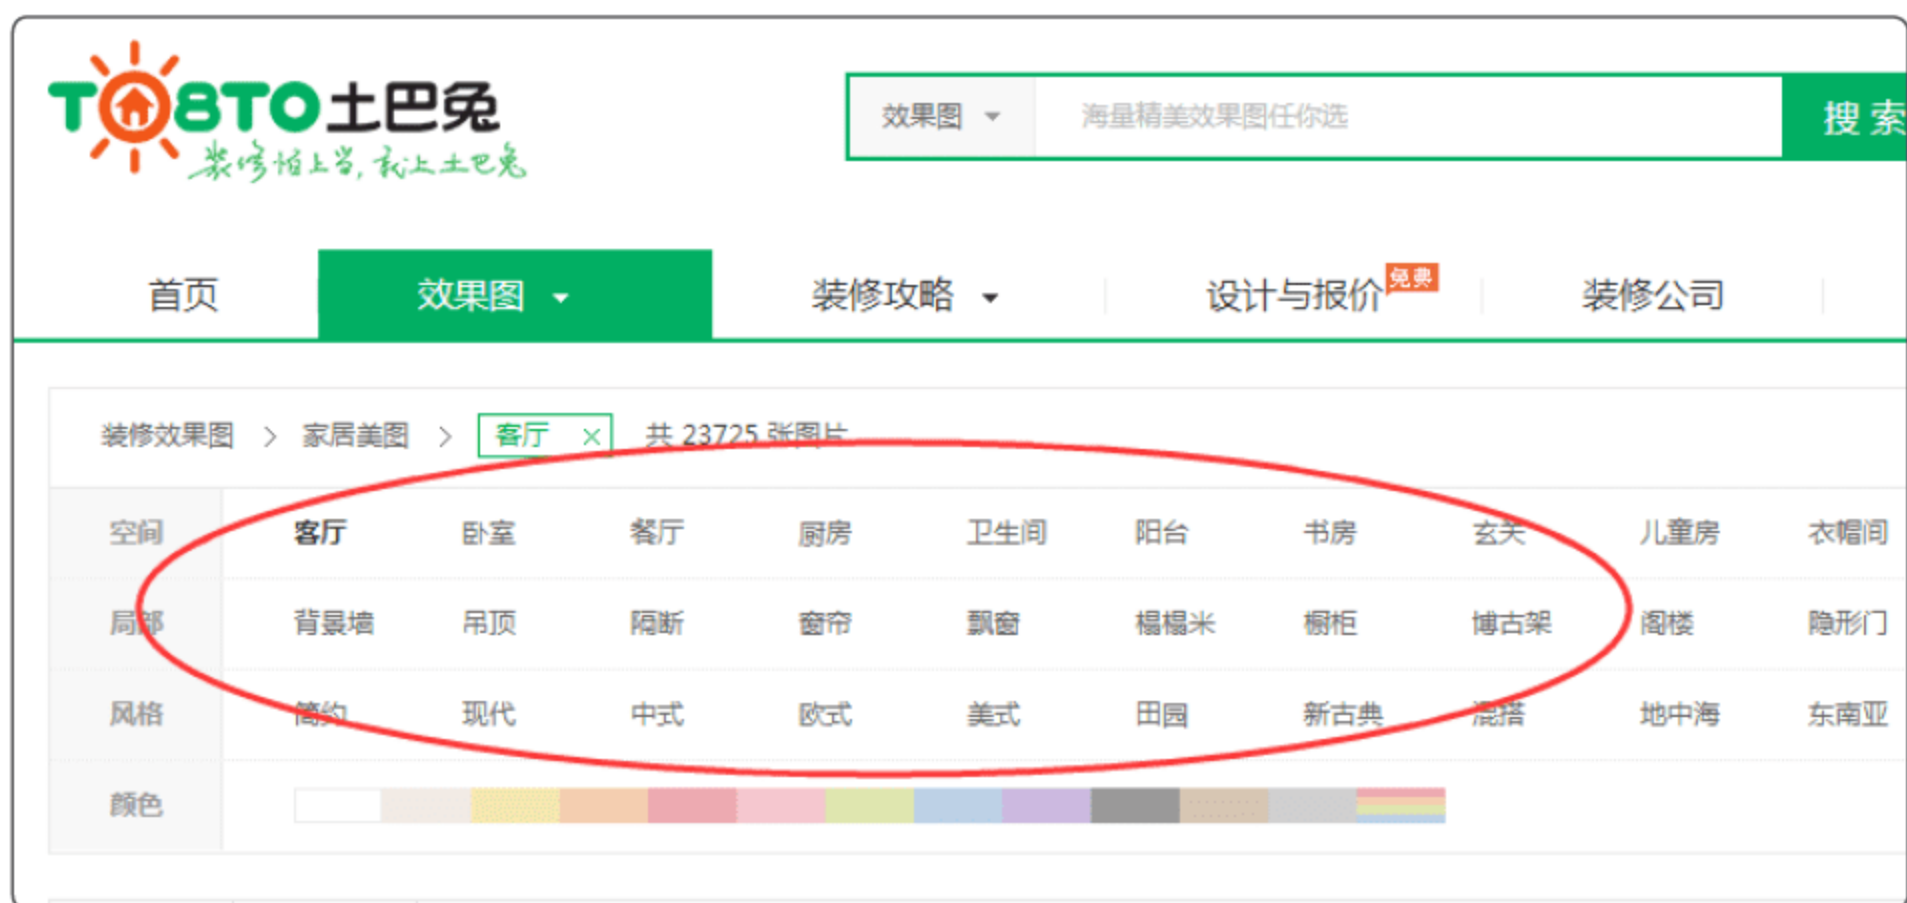 TO8TO土巴兔
装修怕上当,就上土巴兔
效果图 海量精美效果图任你选 搜索
首页 效果图 装修攻略 设计与报价 免费 装修公司
装修效果图 > 家居美图 > 客厅 × 共 23725 张图片
空间 客厅 卧室 餐厅 厨房 卫生间 阳台 书房 玄关 儿童房 衣帽间
局部 背景墙 吊顶 隔断 窗帘 飘窗 榻榻米 橱柜 博古架 阁楼 隐形门
风格 简约 现代 中式 欧式 美式 田园 新古典 混搭 地中海 东南亚
颜色